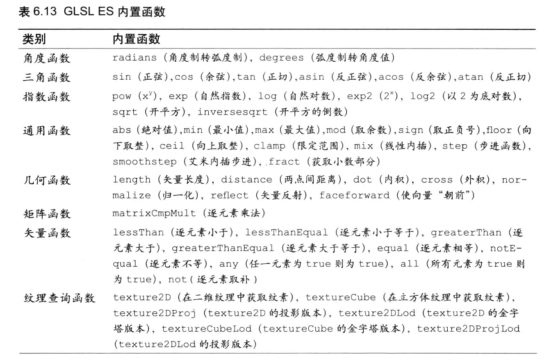 表 6.13 GLSL ES 内置函数
类别 内置函数
角度函数 radians (角度制转弧度制)、degrees (弧度制转角度值)
三角函数 sin (正弦)、cos (余弦)、tan (正切)、asin (反正弦)、acos (反余弦)、atan (反正切)
指数函数 pow (xʸ)、exp (自然指数)、log (自然对数)、exp2 (2ˣ)、log2 (以 2 为底对数)、
sqrt (开平方)、inversesqrt (开平方的倒数)
通用函数 abs (绝对值)、min (最小值)、max (最大值)、mod (取余数)、sign (取正负号)、floor (向
下取整)、ceil (向上取整)、clamp (限定范围)、mix (线性内插)、step (步进函数)、
smoothstep (艾米内插步进)、fract (获取小数部分)
几何函数 length (矢量长度)、distance (两点间距离)、dot (内积)、cross (外积)、nor-
malize (归一化)、reflect (矢量反射)、faceforward (使向量“朝前”)
矩阵函数 matrixCmpMult (逐元素乘法)
矢量函数 lessThan (逐元素小于)、lessThanEqual (逐元素小于等于)、greaterThan (逐
元素大于)、greaterThanEqual (逐元素大于等于)、equal (逐元素相等)、notE-
qual (逐元素不等)、any (任一元素为 true 则为 true)、all (所有元素为 true 则
为 true)、not (逐元素取补)
纹理查询函数 texture2D (在二维纹理中获取纹素)、textureCube (在立方体纹理中获取纹素)、
texture2DProj (texture2D 的投影版本)、texture2DLod (texture2D 的金字
塔版本)、textureCubeLod (textureCube 的金字塔版本)、texture2DProjLod
(texture2DLod 的投影版本)